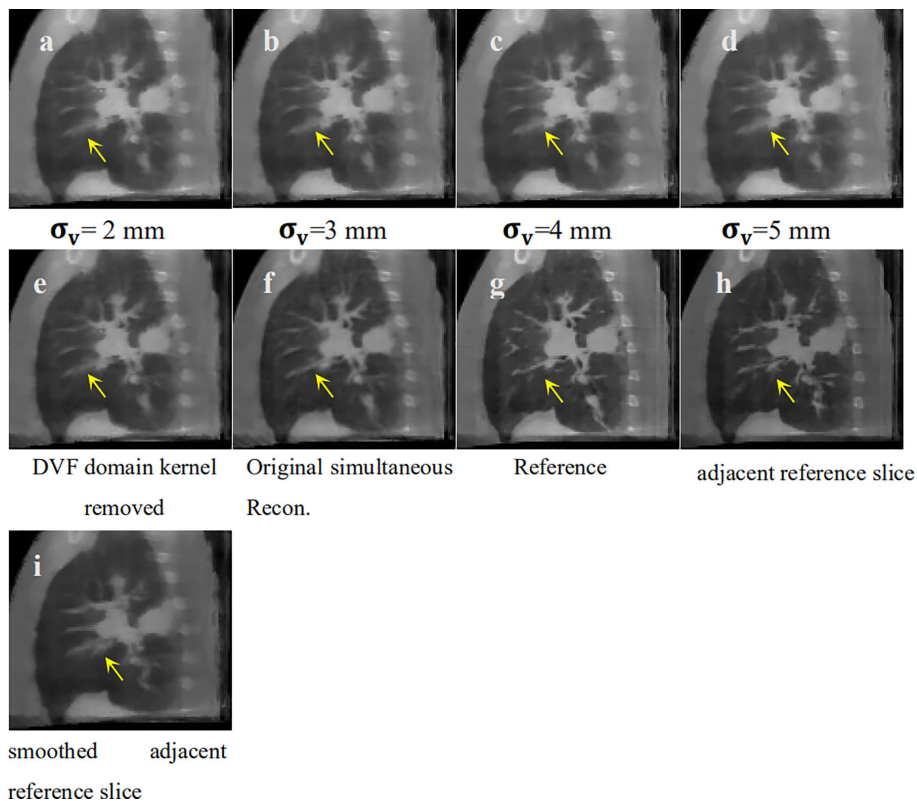 a b c d
σv= 2 mm σv=3 mm σv=4 mm σv=5 mm
e f g h
DVF domain kernel Original simultaneous Reference adjacent reference slice
removed Recon.
i
smoothed adjacent
reference slice